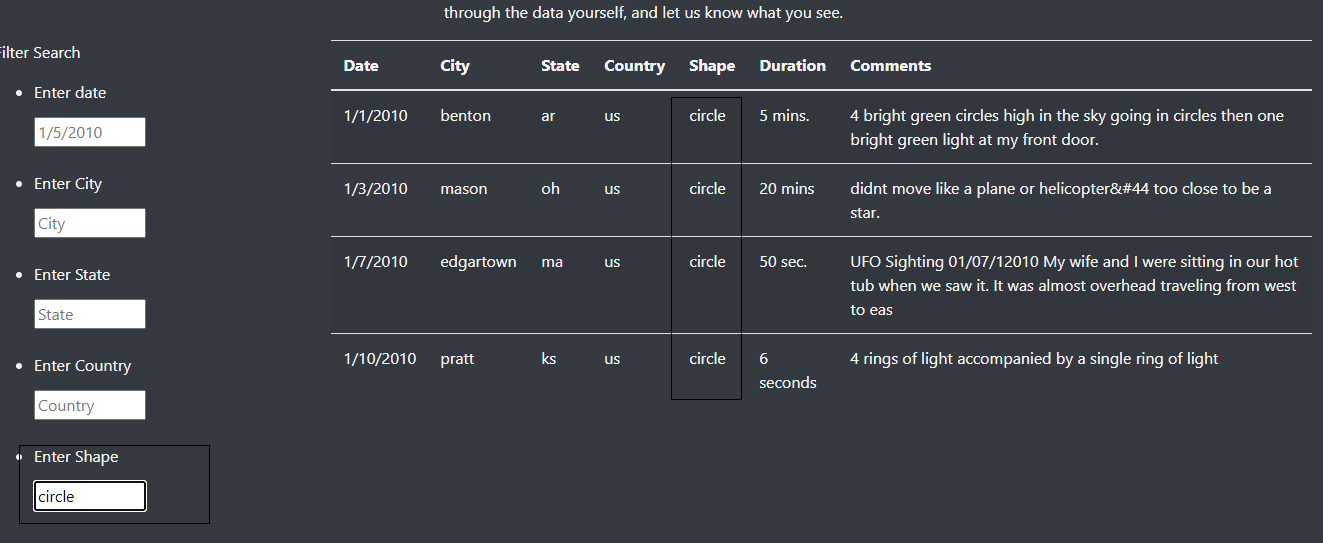 through the data yourself, and let us know what you see.
Filter Search
Enter date
1/5/2010
Enter City
City
Enter State
State
Enter Country
Country
Enter Shape
circle
Date City State Country Shape Duration Comments
1/1/2010 benton ar us circle 5 mins. 4 bright green circles high in the sky going in circles then one
bright green light at my front door.
1/3/2010 mason oh us circle 20 mins didnt move like a plane or helicopter&#44 too close to be a
star.
1/7/2010 edgartown ma us circle 50 sec. UFO Sighting 01/07/12010 My wife and I were sitting in our hot
tub when we saw it. It was almost overhead traveling from west
to eas
1/10/2010 pratt ks us circle 6 4 rings of light accompanied by a single ring of light
seconds